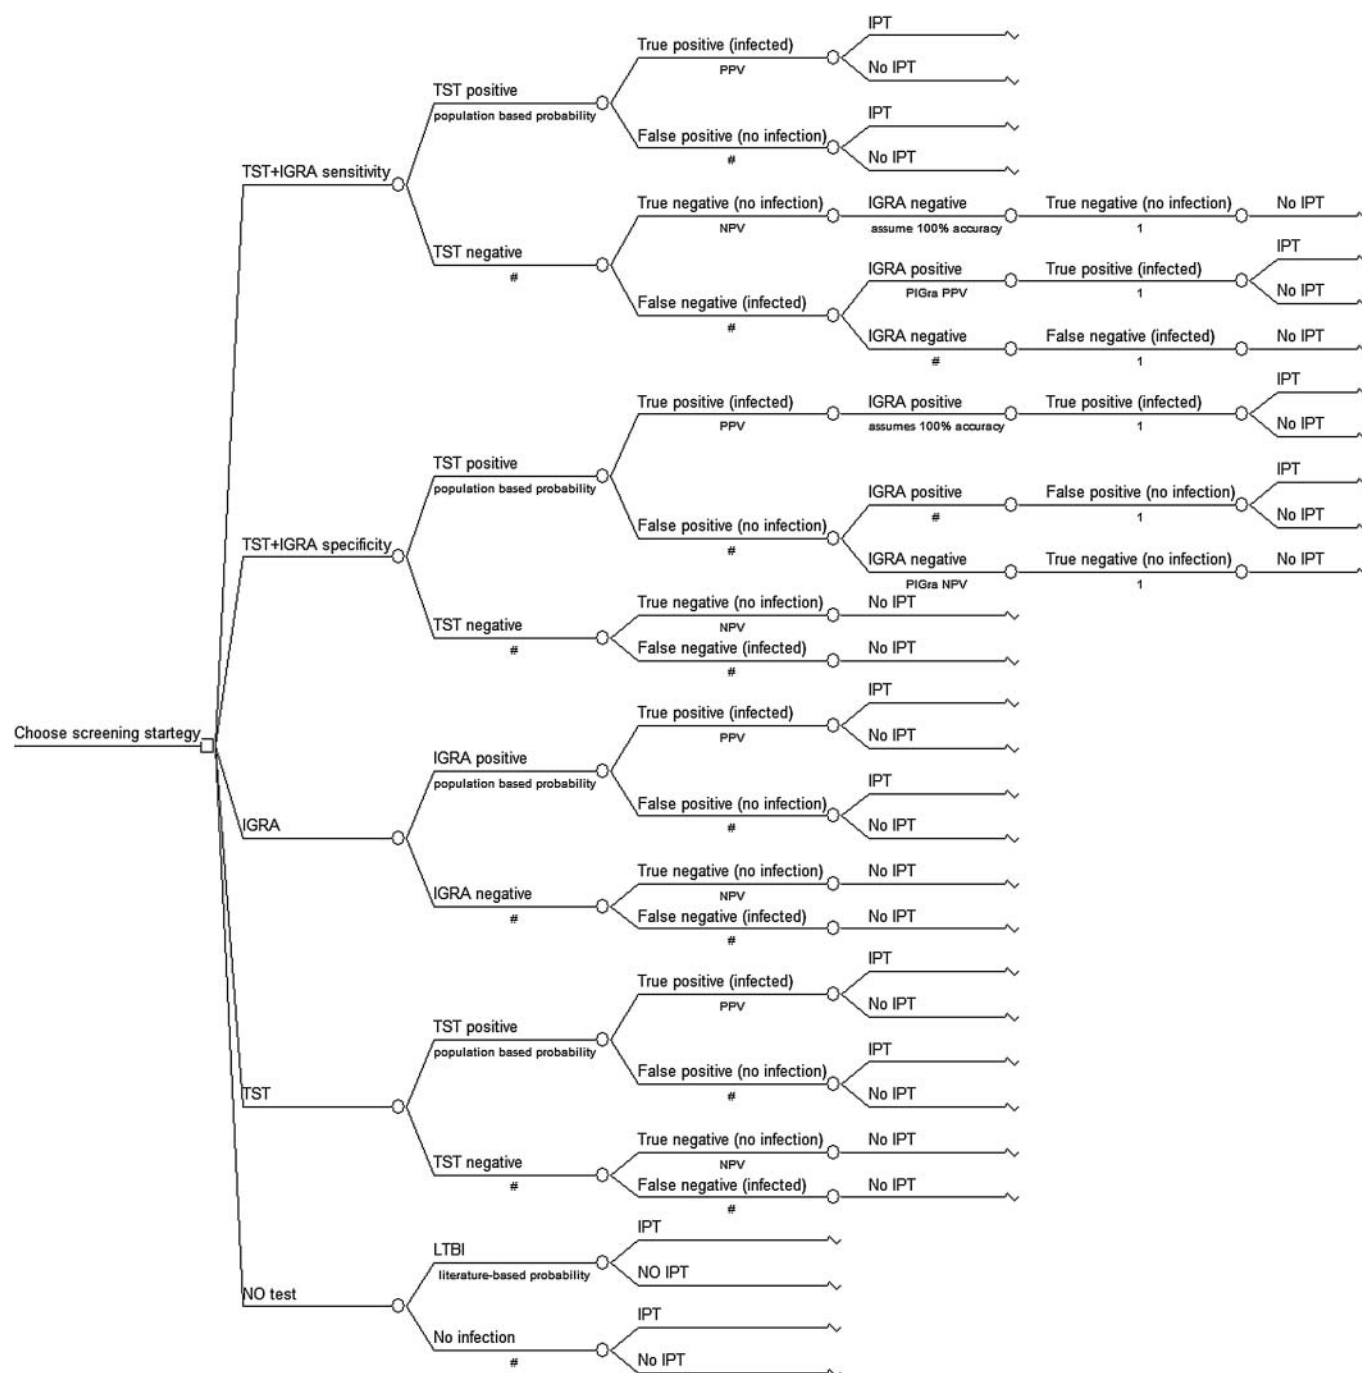 IPT
True positive (infected)
PPV
No IPT
TST positive
population based probability
IPT
False positive (no infection)
#
No IPT
TST+IGRA sensitivity
True negative (no infection)
NPV
IGRA negative
assume 100% accuracy
True negative (no infection)
1
No IPT
TST negative
#
IGRA positive
PIGra PPV
True positive (infected)
1
IPT
No IPT
False negative (infected)
#
IGRA negative
#
False negative (infected)
1
No IPT
True positive (infected)
PPV
IGRA positive
assumes 100% accuracy
True positive (infected)
1
IPT
No IPT
TST positive
population based probability
IGRA positive
#
False positive (no infection)
1
IPT
No IPT
False positive (no infection)
#
TST+IGRA specificity
IGRA negative
PIGra NPV
True negative (no infection)
1
No IPT
True negative (no infection)
NPV
No IPT
TST negative
#
False negative (infected)
#
No IPT
Choose screening startegy
IPT
True positive (infected)
PPV
No IPT
IGRA positive
population based probability
IPT
False positive (no infection)
#
No IPT
IGRA
True negative (no infection)
NPV
No IPT
IGRA negative
#
False negative (infected)
#
No IPT
IPT
True positive (infected)
PPV
No IPT
TST positive
population based probability
IPT
False positive (no infection)
#
No IPT
TST
True negative (no infection)
NPV
No IPT
TST negative
#
False negative (infected)
#
No IPT
IPT
LTBI
literature-based probability
NO IPT
NO test
IPT
No infection
#
No IPT